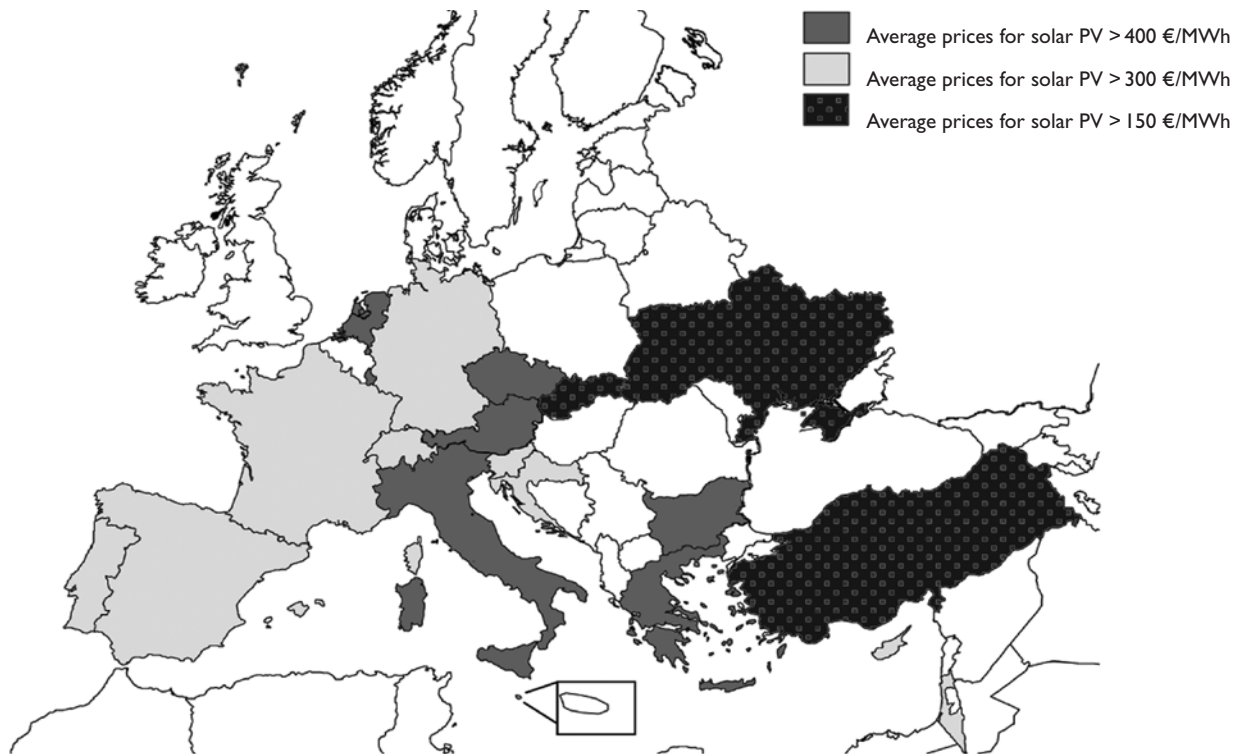 Average prices for solar PV > 400 €/MWh
Average prices for solar PV > 300 €/MWh
Average prices for solar PV > 150 €/MWh